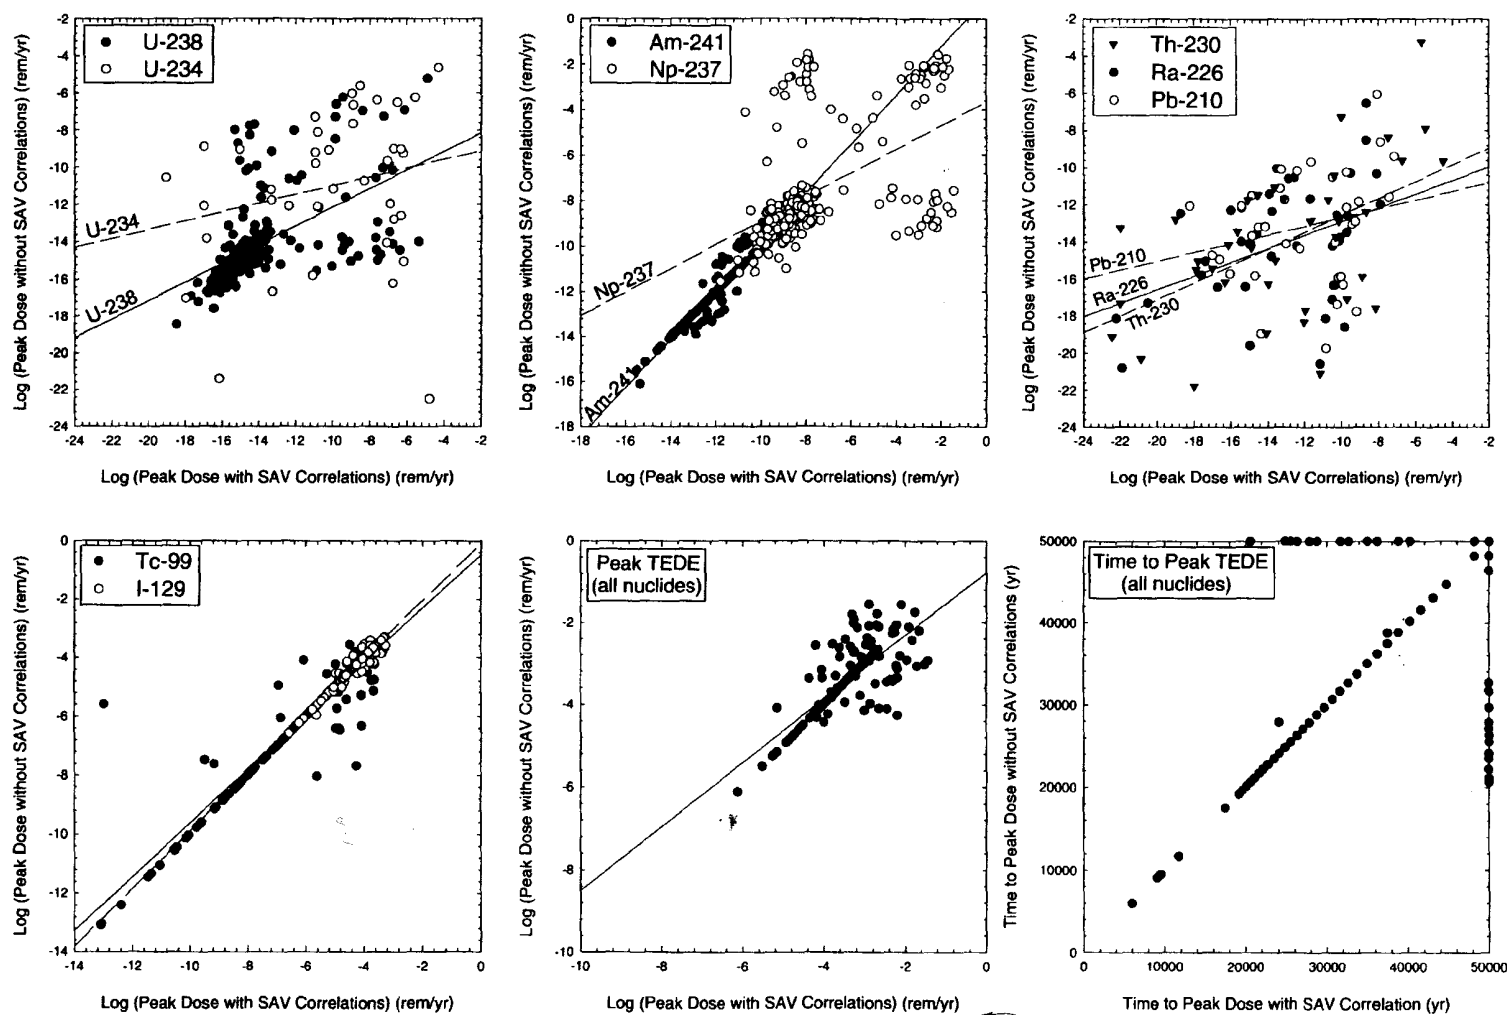 Log (Peak Dose without SAV Correlations) (rem/yr)
-2
-4
-6
-8
-10
-12
-14
-16
-18
-20
-22
-24
U-238
U-234
U-234
U-238
-24 -22 -20 -18 -16 -14 -12 -10 -8 -6 -4 -2
Log (Peak Dose with SAV Correlations) (rem/yr)
Log (Peak Dose without SAV Correlations) (rem/yr)
0
-2
-4
-6
-8
-10
-12
-14
-16
-18
Am-241
Np-237
Np-237
Am-241
-18 -16 -14 -12 -10 -8 -6 -4 -2 0
Log (Peak Dose with SAV Correlations) (rem/yr)
Log (Peak Dose without SAV Correlations) (rem/yr)
-2
-4
-6
-8
-10
-12
-14
-16
-18
-20
-22
-24
Th-230
Ra-226
Pb-210
Pb-210
Ra-226
Th-230
-24 -22 -20 -18 -16 -14 -12 -10 -8 -6 -4 -2
Log (Peak Dose with SAV Correlations) (rem/yr)
Log (Peak Dose without SAV Correlations) (rem/yr)
0
-2
-4
-6
-8
-10
-12
-14
Tc-99
I-129
-14 -12 -10 -8 -6 -4 -2 0
Log (Peak Dose with SAV Correlations) (rem/yr)
Log (Peak Dose without SAV Correlations) (rem/yr)
0
-2
-4
-6
-8
-10
Peak TEDE
(all nuclides)
-10 -8 -6 -4 -2 0
Log (Peak Dose with SAV Correlations) (rem/yr)
Time to Peak Dose without SAV Correlations (yr)
50000
40000
30000
20000
10000
0
Time to Peak TEDE
(all nuclides)
0 10000 20000 30000 40000 50000
Time to Peak Dose with SAV Correlation (yr)